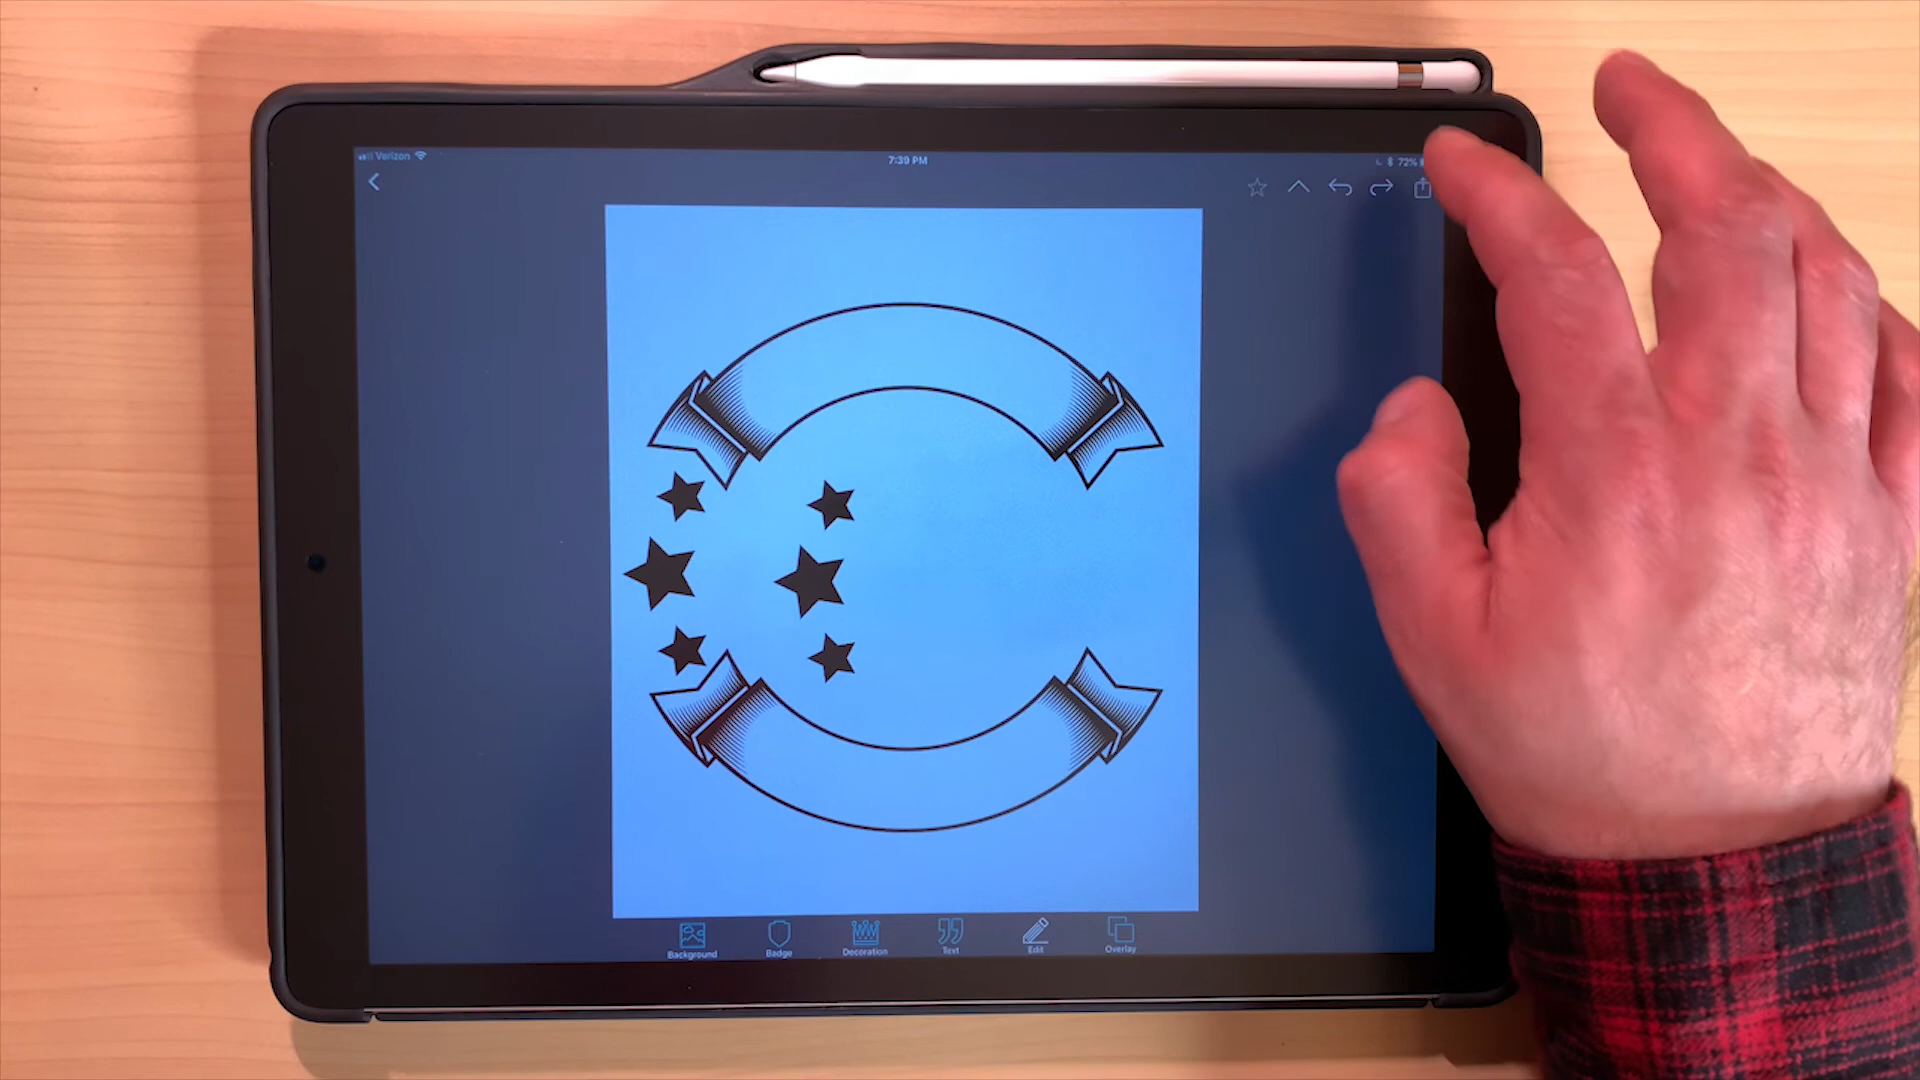 Verizon
7:39 PM
72%
Background
Badge
Decoration
Text
Edit
Overlay